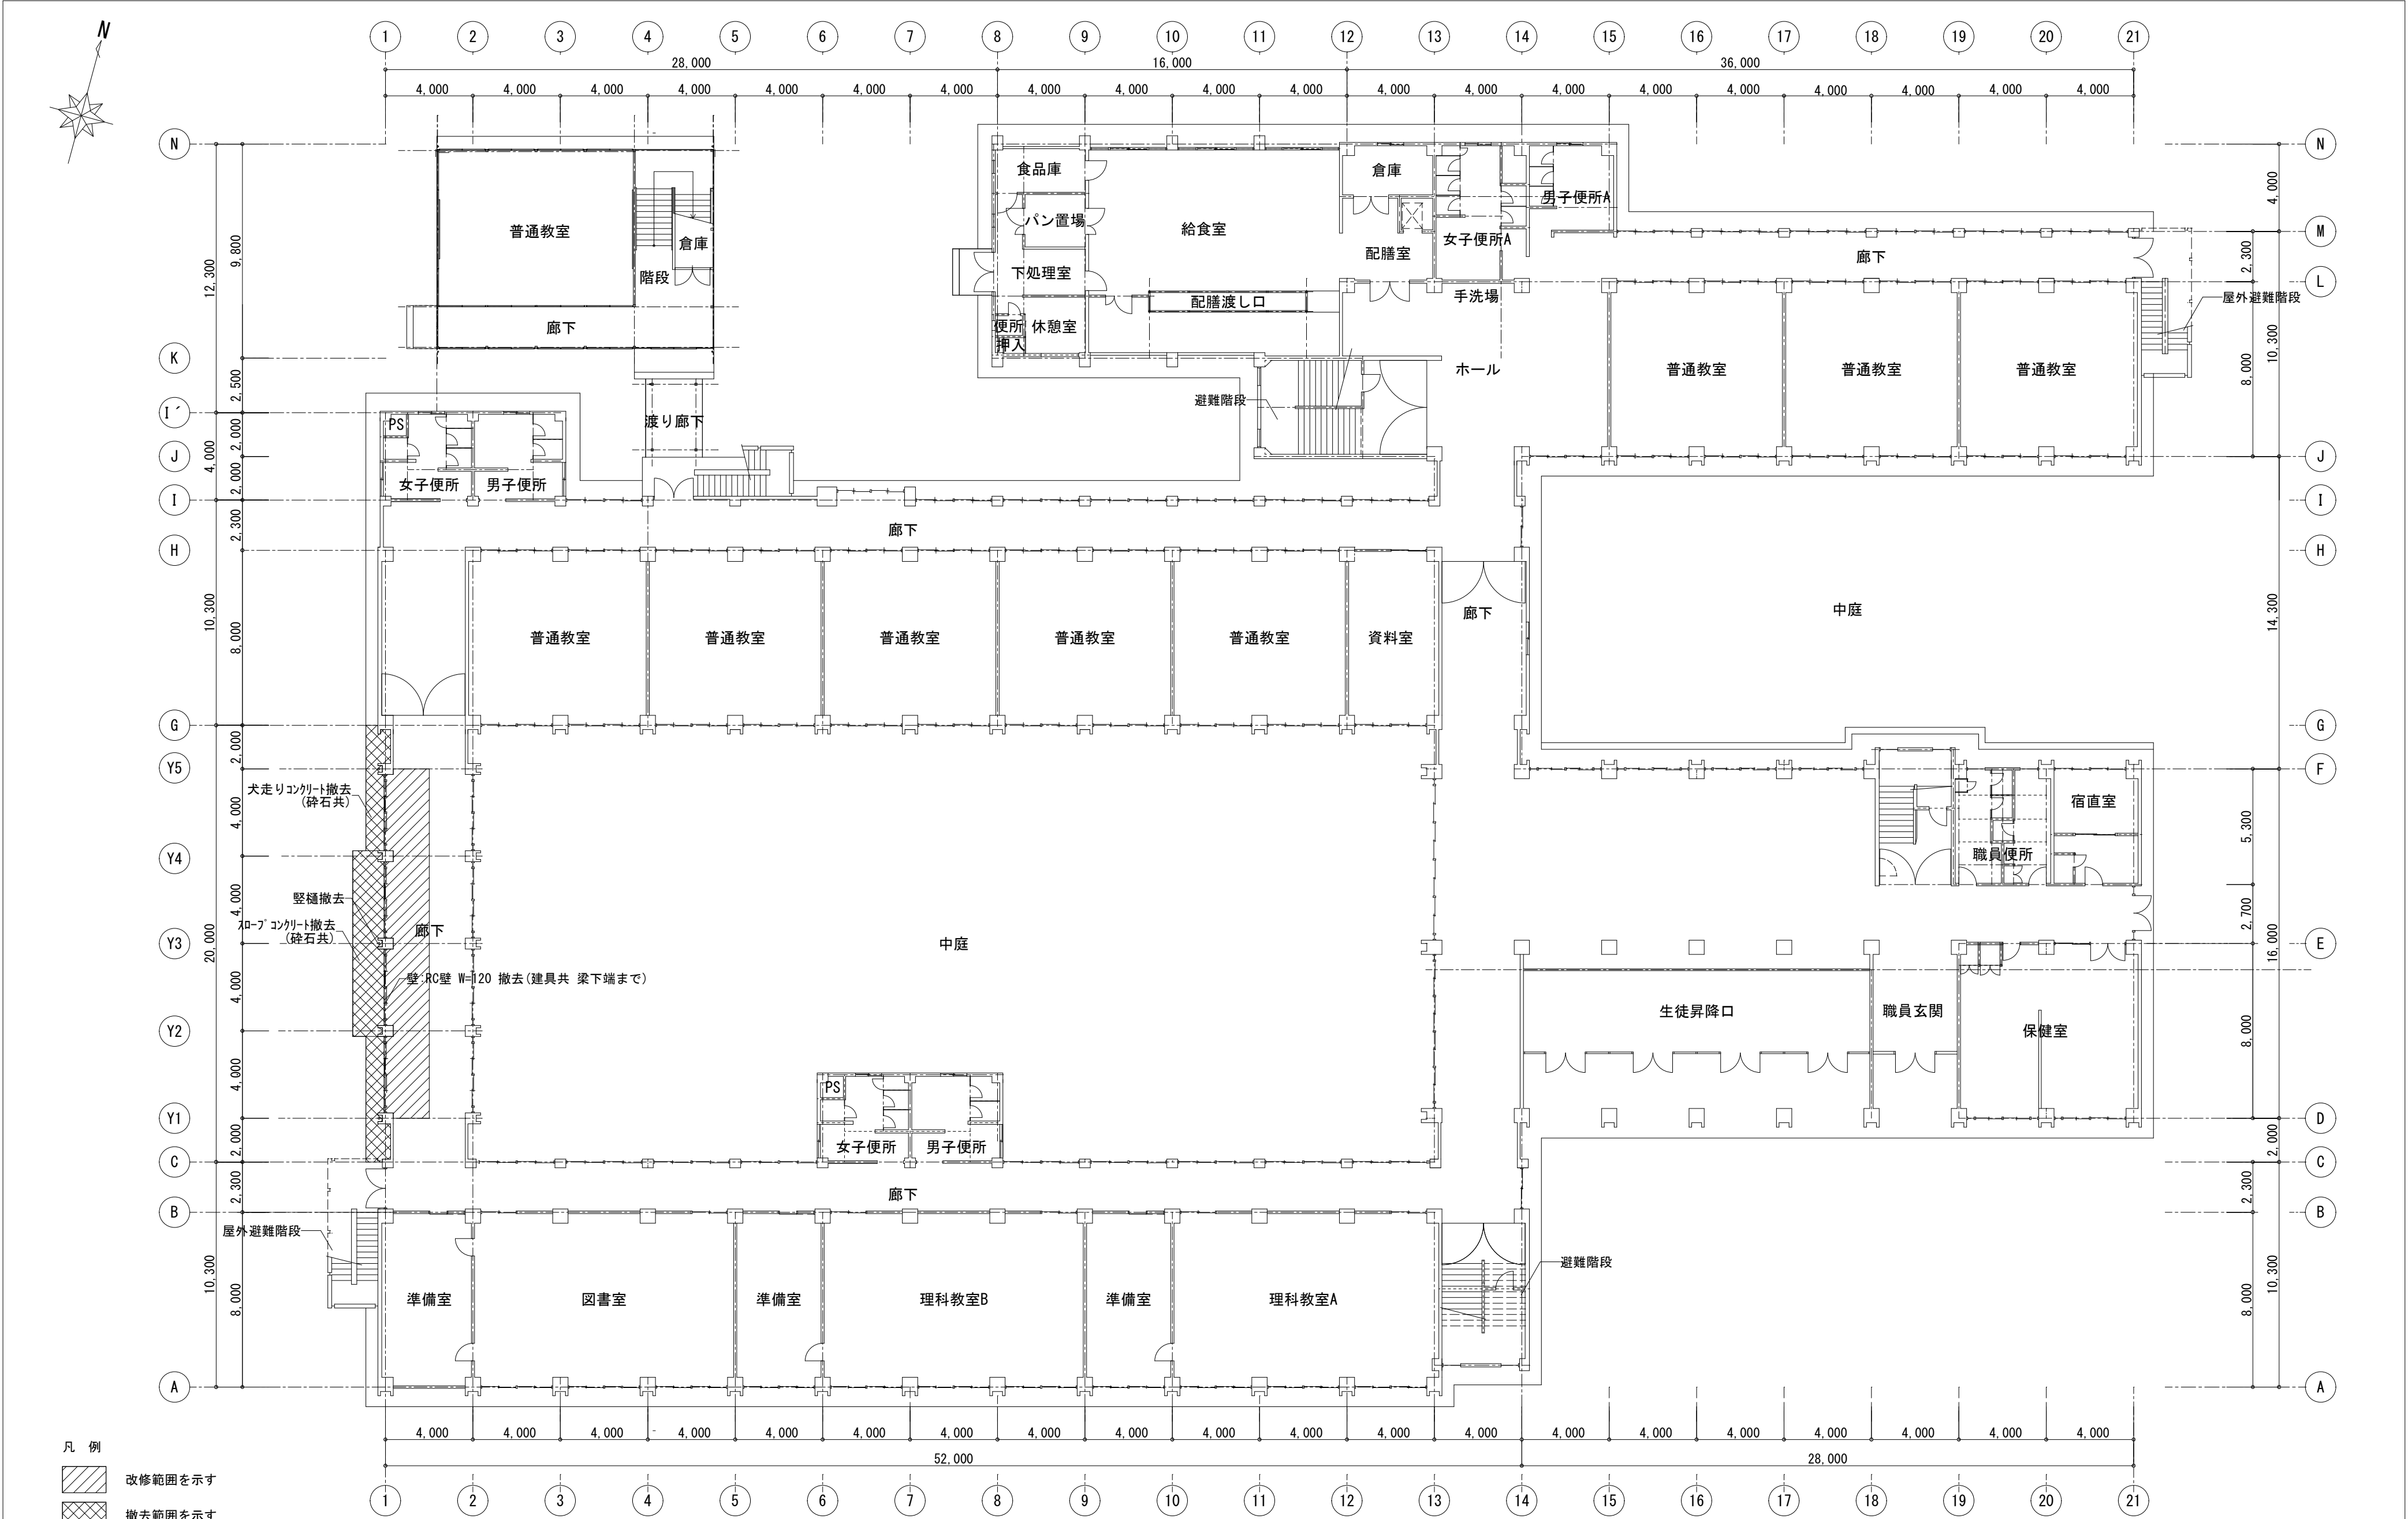 N
1 2 3 4 5 6 7 8 9 10 11 12 13 14 15 16 17 18 19 20 21
28,000 16,000 36,000
4,000 4,000 4,000 4,000 4,000 4,000 4,000 4,000 4,000 4,000 4,000 4,000 4,000 4,000 4,000 4,000 4,000 4,000 4,000 4,000
N
M
L
K
I´
J
I
H
G
Y5
Y4
Y3
Y2
Y1
C
B
A
12,300
9,800
2,500
4,000
2,000
2,000
2,300
10,300
8,000
2,000
4,000
4,000
20,000
4,000
4,000
2,000
2,300
10,300
8,000
普通教室
倉庫
階段
廊下
渡り廊下
食品庫
パン置場
下処理室
便所
休憩室
押入
給食室
配膳渡し口
倉庫
配膳室
女子便所A
男子便所A
手洗場
ホール
避難階段
廊下
屋外避難階段
普通教室
普通教室
普通教室
PS
女子便所
男子便所
廊下
普通教室
普通教室
普通教室
普通教室
普通教室
資料室
廊下
中庭
犬走りコンクリート撤去
(砕石共)
竪樋撤去
スロープコンクリート撤去
(砕石共)
廊下
壁:RC壁 W=120 撤去(建具共 梁下端まで)
中庭
宿直室
職員便所
生徒昇降口
職員玄関
保健室
PS
女子便所
男子便所
廊下
屋外避難階段
準備室
図書室
準備室
理科教室B
準備室
理科教室A
避難階段
N
M
L
J
I
H
G
F
E
D
C
B
A
4,000
2,300
10,300
8,000
14,300
5,300
2,700
16,000
8,000
2,000
2,300
10,300
8,000
4,000 4,000 4,000 4,000 4,000 4,000 4,000 4,000 4,000 4,000 4,000 4,000 4,000 4,000 4,000 4,000 4,000 4,000 4,000 4,000
52,000 28,000
1 2 3 4 5 6 7 8 9 10 11 12 13 14 15 16 17 18 19 20 21
凡 例
改修範囲を示す
撤去範囲を示す